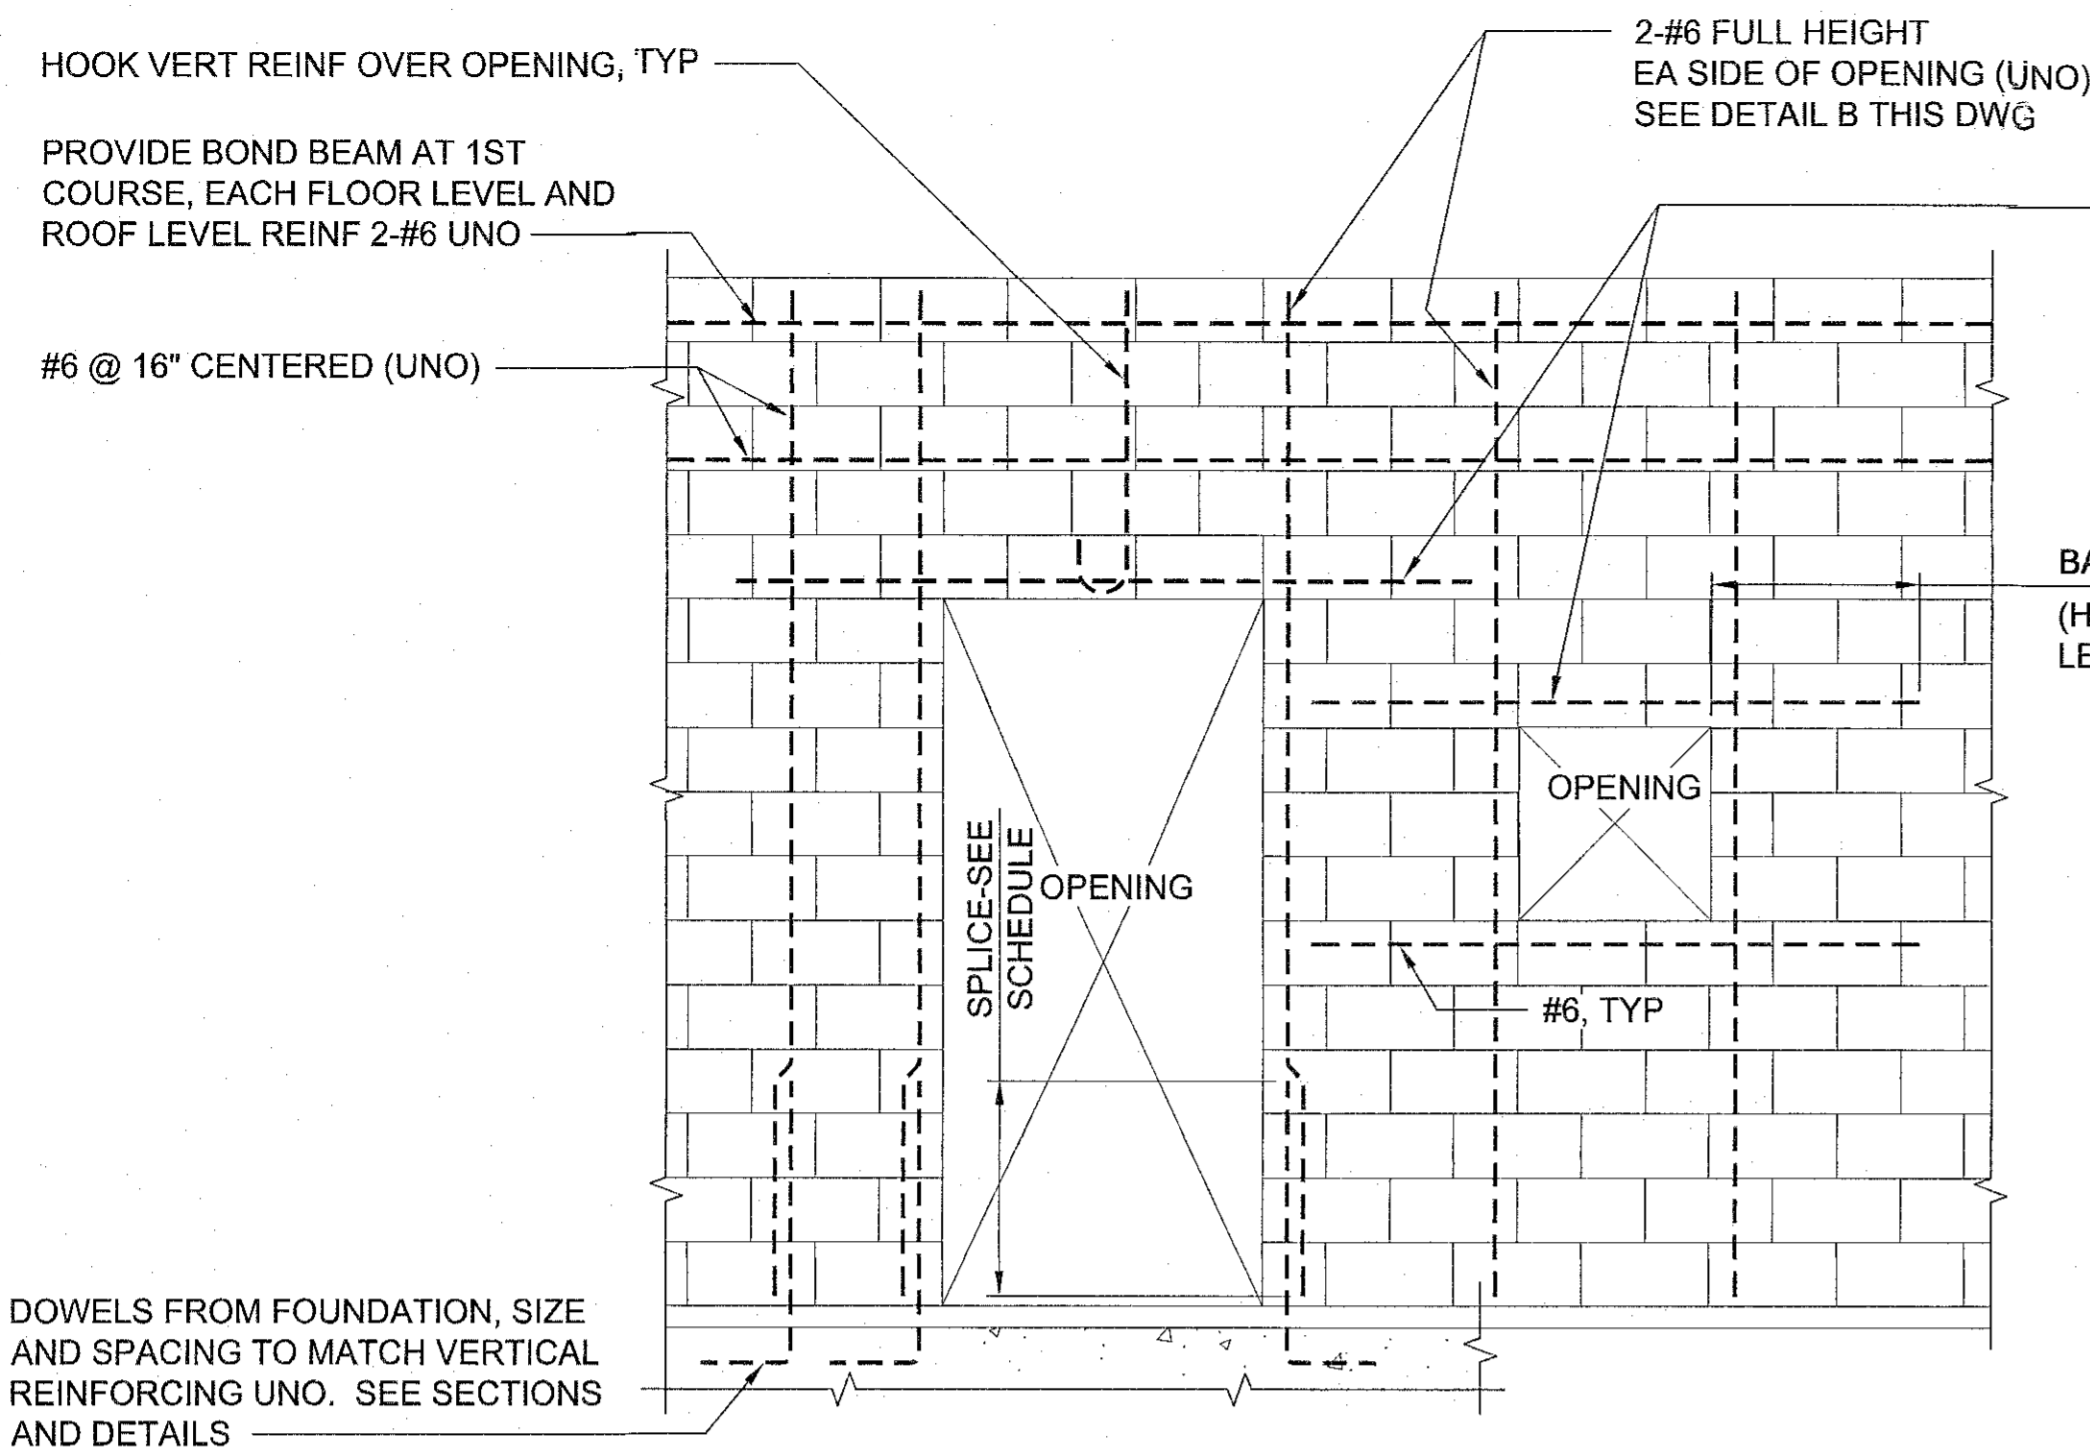 HOOK VERT REINF OVER OPENING, TYP
PROVIDE BOND BEAM AT 1ST
COURSE, EACH FLOOR LEVEL AND
ROOF LEVEL REINF 2-#6 UNO
#6 @ 16" CENTERED (UNO)
2-#6 FULL HEIGHT
EA SIDE OF OPENING (UNO)
SEE DETAIL B THIS DWG
BA
(H
LE
OPENING
SPLICE-SEE
SCHEDULE
OPENING
#6, TYP
DOWELS FROM FOUNDATION, SIZE
AND SPACING TO MATCH VERTICAL
REINFORCING UNO. SEE SECTIONS
AND DETAILS